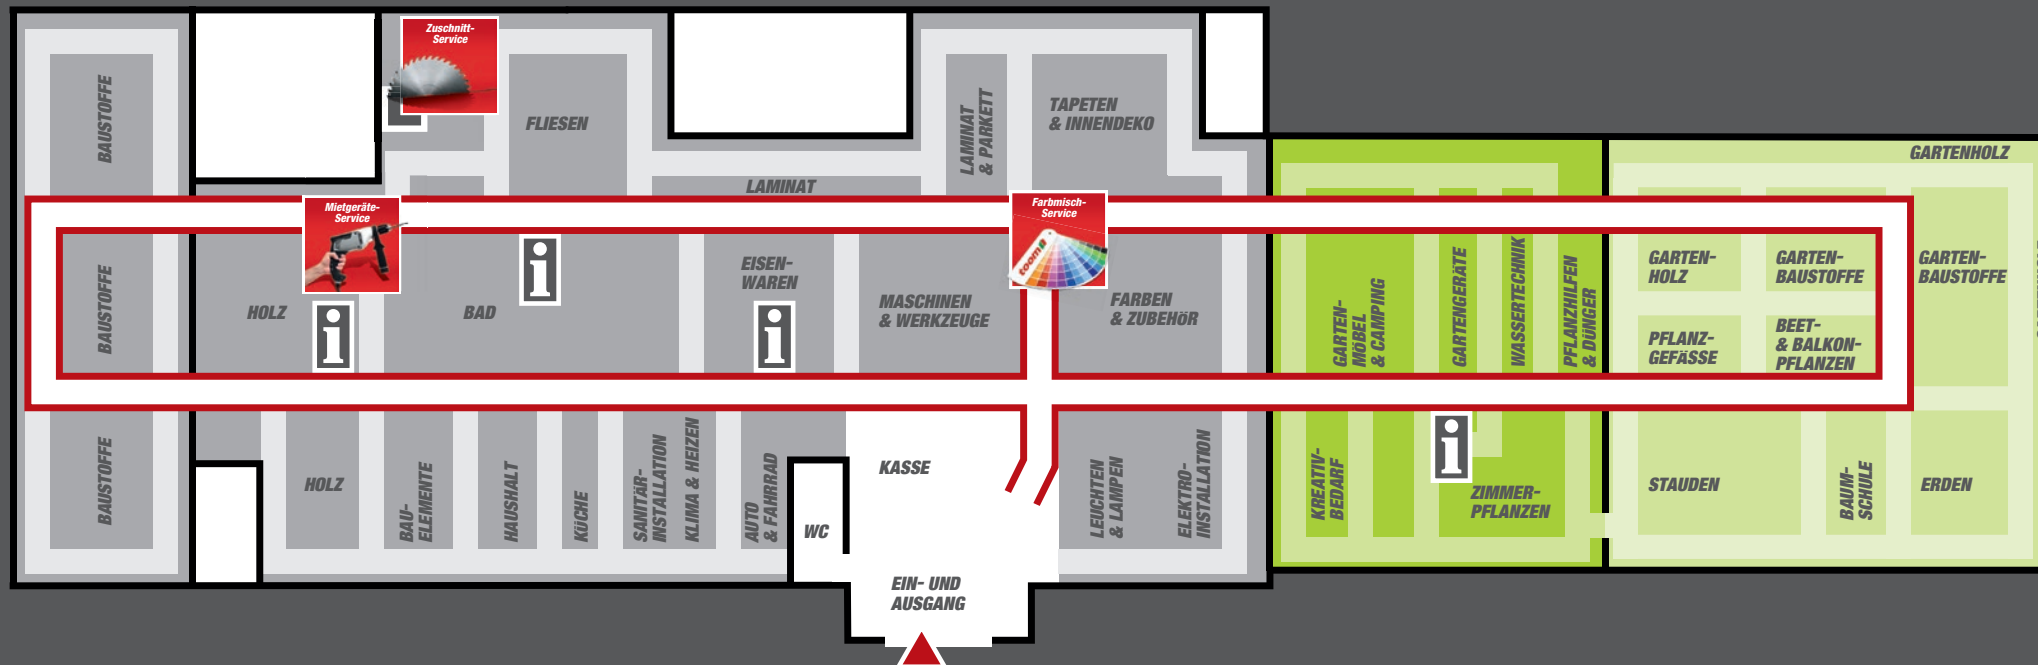 Zuschnitt-
Service
BAUSTOFFE
FLIESEN
LAMINAT
& PARKETT
TAPETEN
& INNENDEKO
GARTENHOLZ
LAMINAT
Mietgeräte-
Service
Farbmisch-
Service
toom
BAUSTOFFE
HOLZ
BAD
EISEN-
WAREN
MASCHINEN
& WERKZEUGE
FARBEN
& ZUBEHÖR
GARTEN-
MÖBEL
& CAMPING
GARTENGERÄTE
WASSERTECHNIK
PFLANZHILFEN
& DÜNGER
GARTEN-
HOLZ
GARTEN-
BAUSTOFFE
GARTEN-
BAUSTOFFE
PFLANZ-
GEFÄSSE
BEET-
& BALKON-
PFLANZEN
i
i
i
BAUSTOFFE
HOLZ
BAU-
ELEMENTE
HAUSHALT
KÜCHE
SANITÄR-
INSTALLATION
KLIMA & HEIZEN
AUTO
& FAHRRAD
WC
KASSE
LEUCHTEN
& LAMPEN
ELEKTRO-
INSTALLATION
KREATIV-
BEDARF
i
ZIMMER-
PFLANZEN
STAUDEN
BAUM-
SCHULE
ERDEN
EIN- UND
AUSGANG